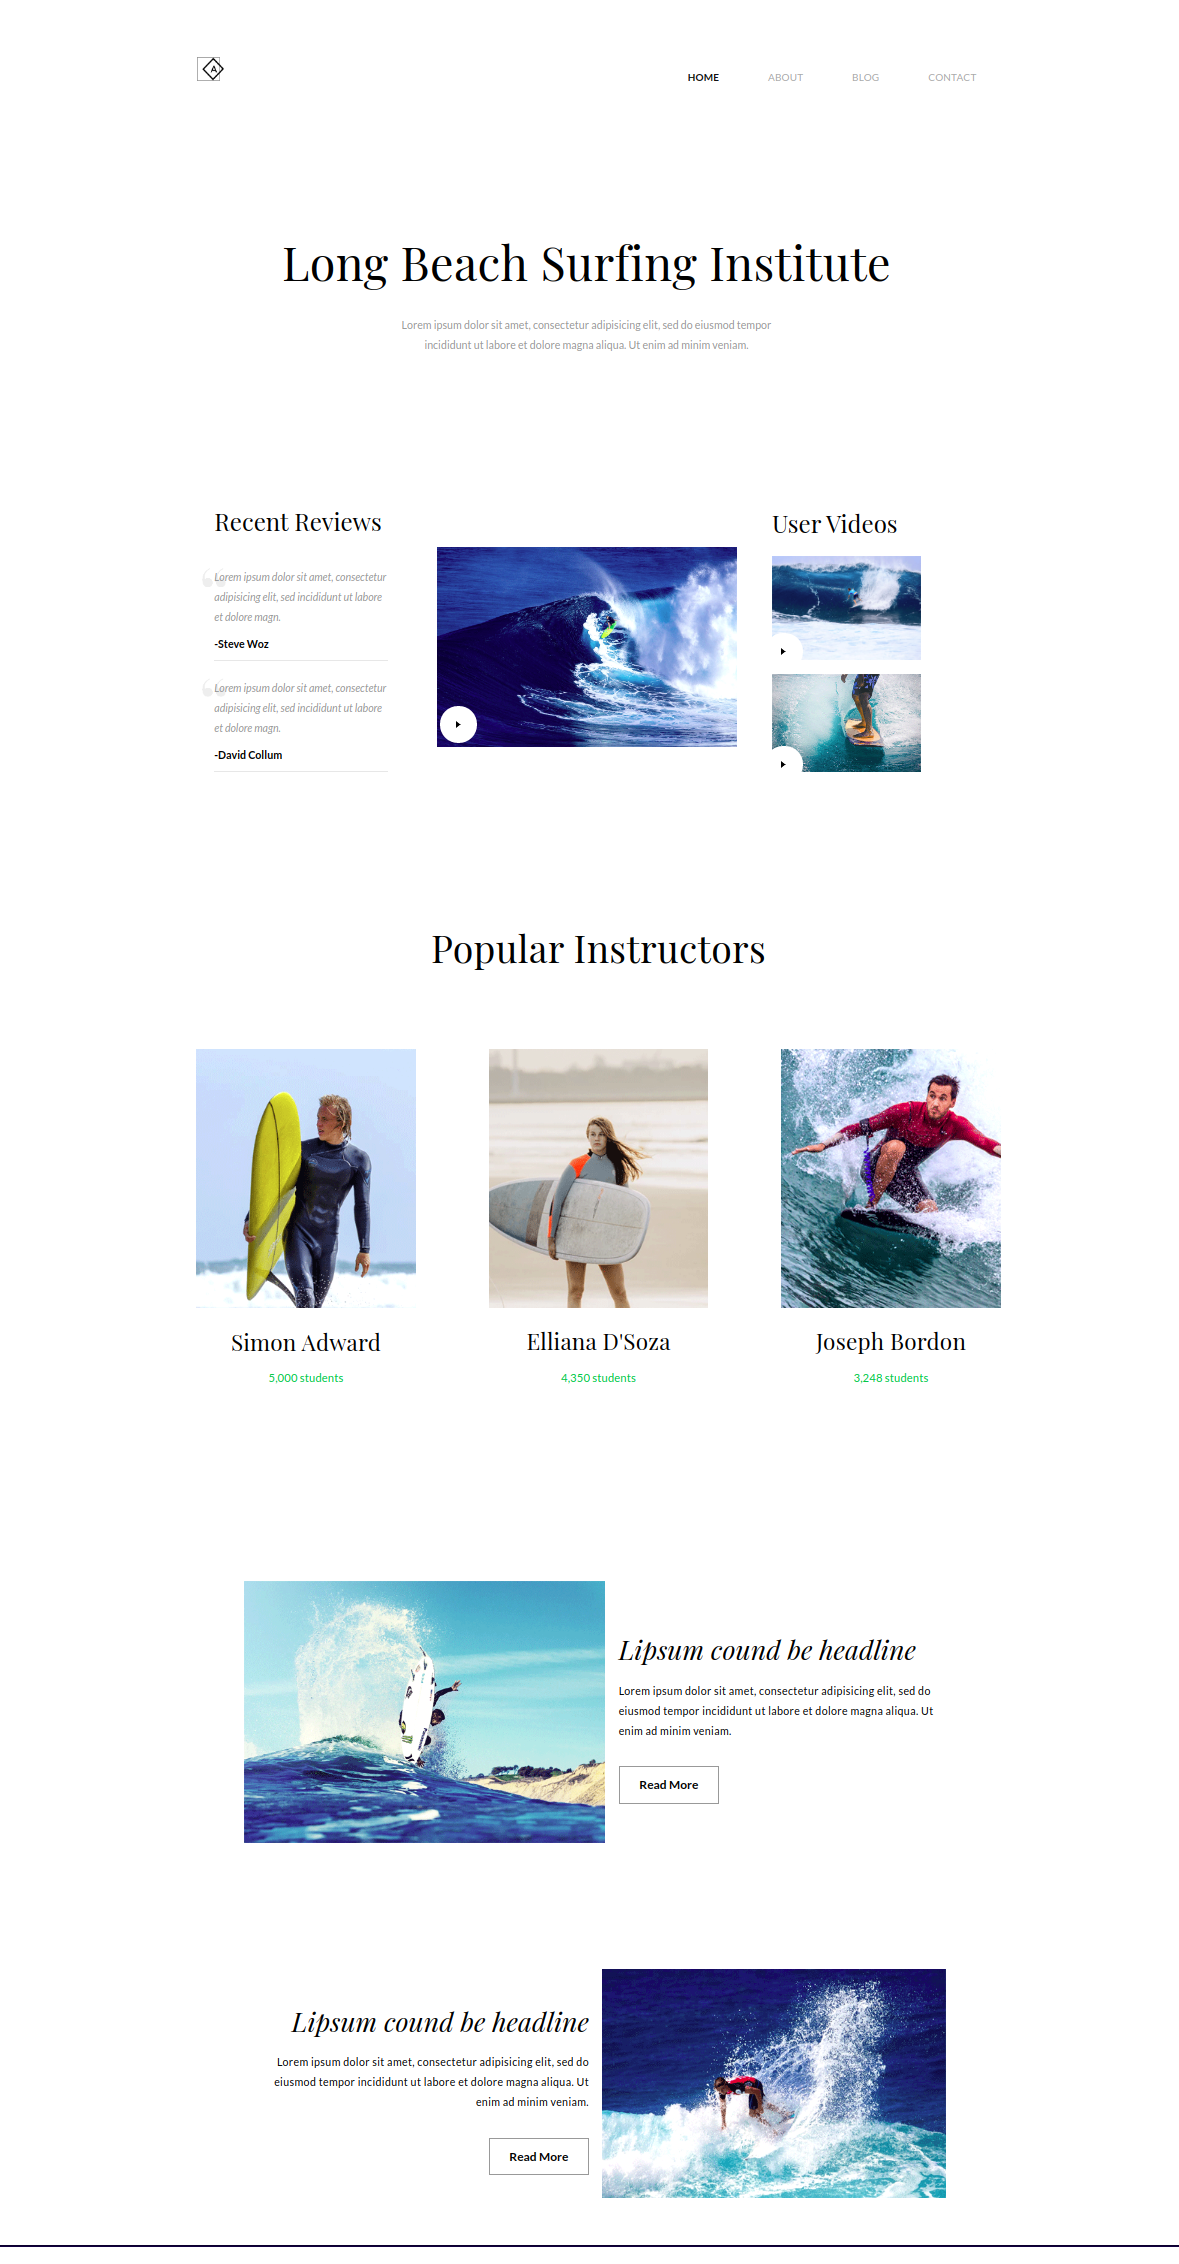 A
HOME ABOUT BLOG CONTACT
Long Beach Surfing Institute
Lorem ipsum dolor sit amet, consectetur adipisicing elit, sed do eiusmod tempor
incididunt ut labore et dolore magna aliqua. Ut enim ad minim veniam.
Recent Reviews
“
Lorem ipsum dolor sit amet, consectetur
adipisicing elit, sed incididunt ut labore
et dolore magn.
-Steve Woz
“
Lorem ipsum dolor sit amet, consectetur
adipisicing elit, sed incididunt ut labore
et dolore magn.
-David Collum
User Videos
Popular Instructors
Simon Adward
5,000 students
Elliana D'Soza
4,350 students
Joseph Bordon
3,248 students
Lipsum cound be headline
Lorem ipsum dolor sit amet, consectetur adipisicing elit, sed do
eiusmod tempor incididunt ut labore et dolore magna aliqua. Ut
enim ad minim veniam.
Read More
Lipsum cound be headline
Lorem ipsum dolor sit amet, consectetur adipisicing elit, sed do
eiusmod tempor incididunt ut labore et dolore magna aliqua. Ut
enim ad minim veniam.
Read More